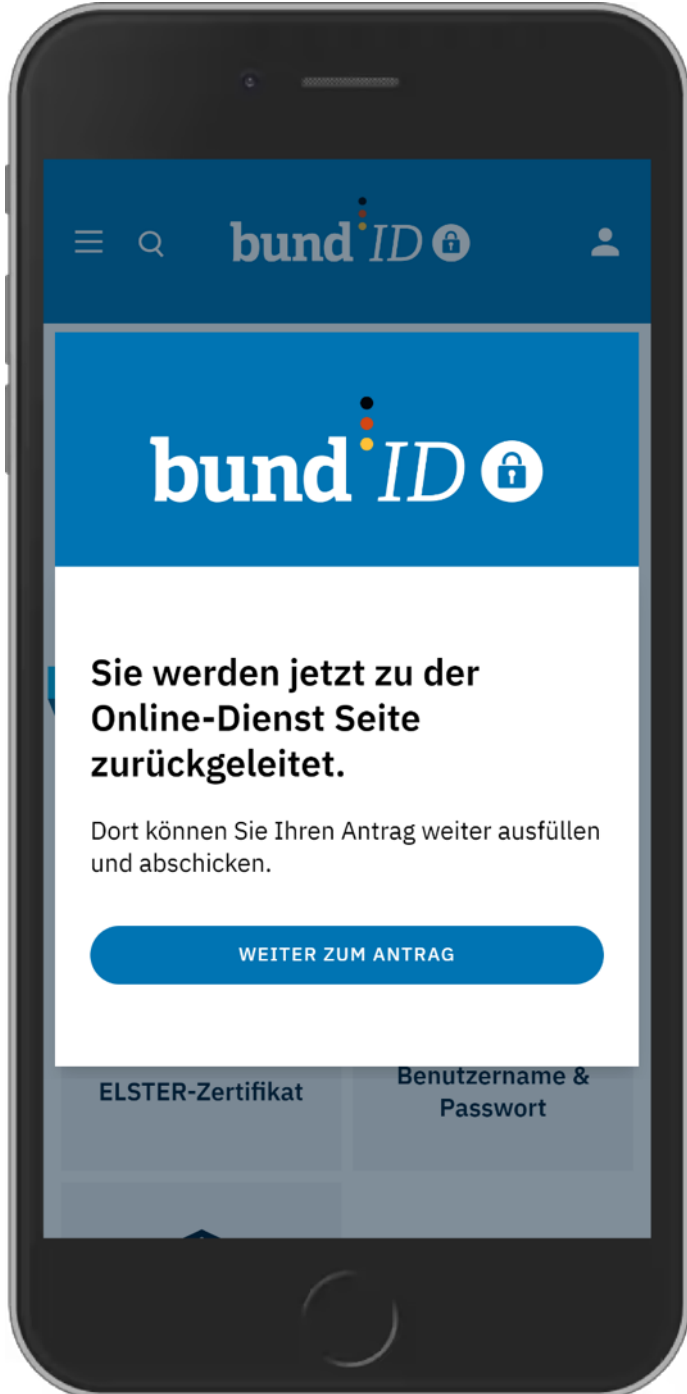 bund ID
bund ID
Sie werden jetzt zu der
Online-Dienst Seite
zurückgeleitet.
Dort können Sie Ihren Antrag weiter ausfüllen
und abschicken.
WEITER ZUM ANTRAG
ELSTER-Zertifikat
Benutzername &
Passwort